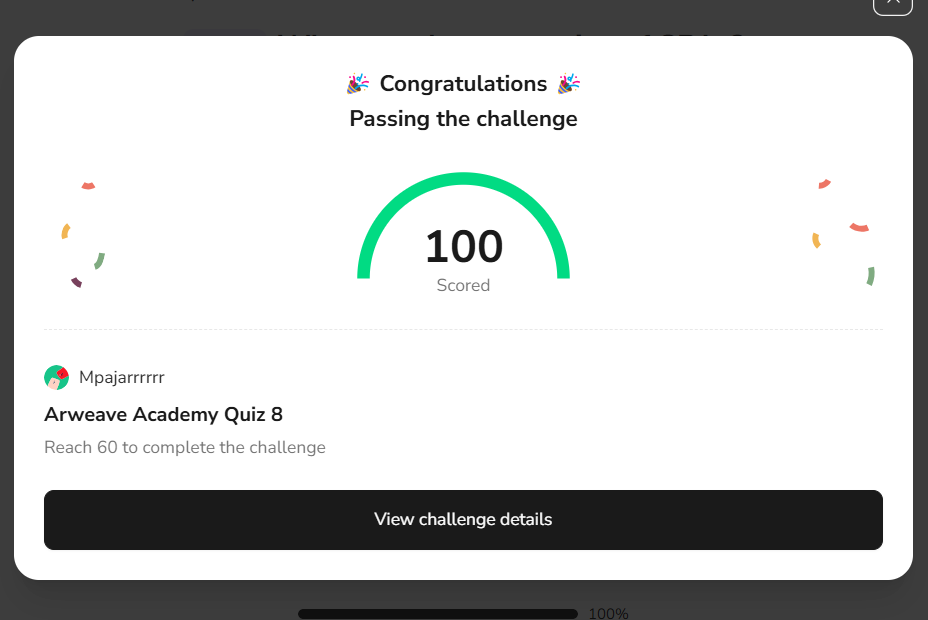 Congratulations
Passing the challenge
100
Scored
Mpajarrrrrr
Arweave Academy Quiz 8
Reach 60 to complete the challenge
View challenge details
100%